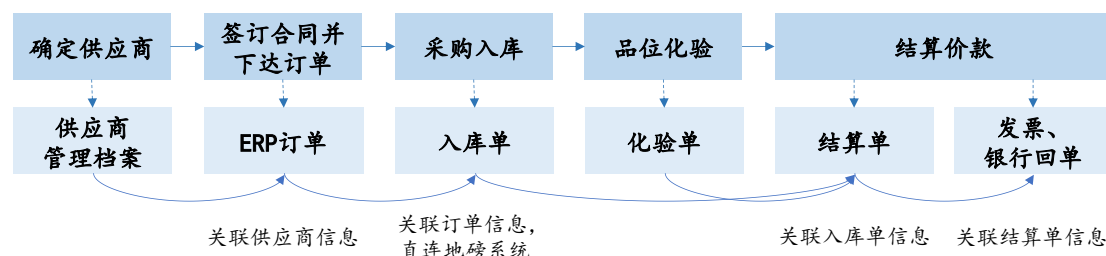 确定供应商
签订合同并
下达订单
采购入库
品位化验
结算价款
供应商
管理档案
ERP订单
入库单
化验单
结算单
发票、
银行回单
关联供应商信息
关联订单信息，
直连地磅系统
关联入库单信息
关联结算单信息